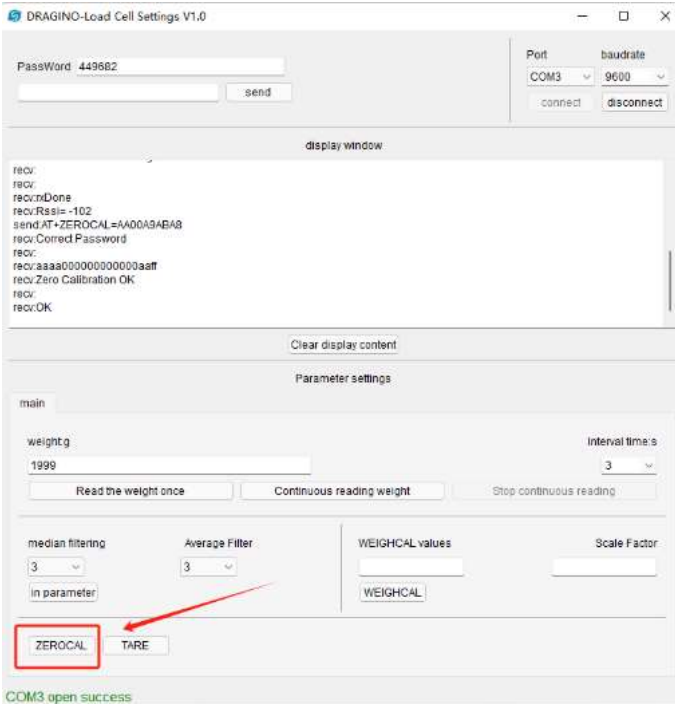 DRAGINO-Load Cell Settings V1.0
PassWord 449682
send
Port baudrate
COM3 9600
connect disconnect
display window
recv:
recv:
recv:rxDone
recv:Rssi= -102
send:AT+ZEROCAL=AA00A9ABA8
recv:Correct Password
recv:
recv:aaaa000000000000aaff
recv:Zero Calibration OK
recv:
recv:OK
Clear display content
Parameter settings
main
weight:g Interval time:s
1999 3
Read the weight once Continuous reading weight Stop continuous reading
median filtering Average Filter WEIGHCAL values Scale Factor
3 3
in parameter WEIGHCAL
ZEROCAL TARE
COM3 open success